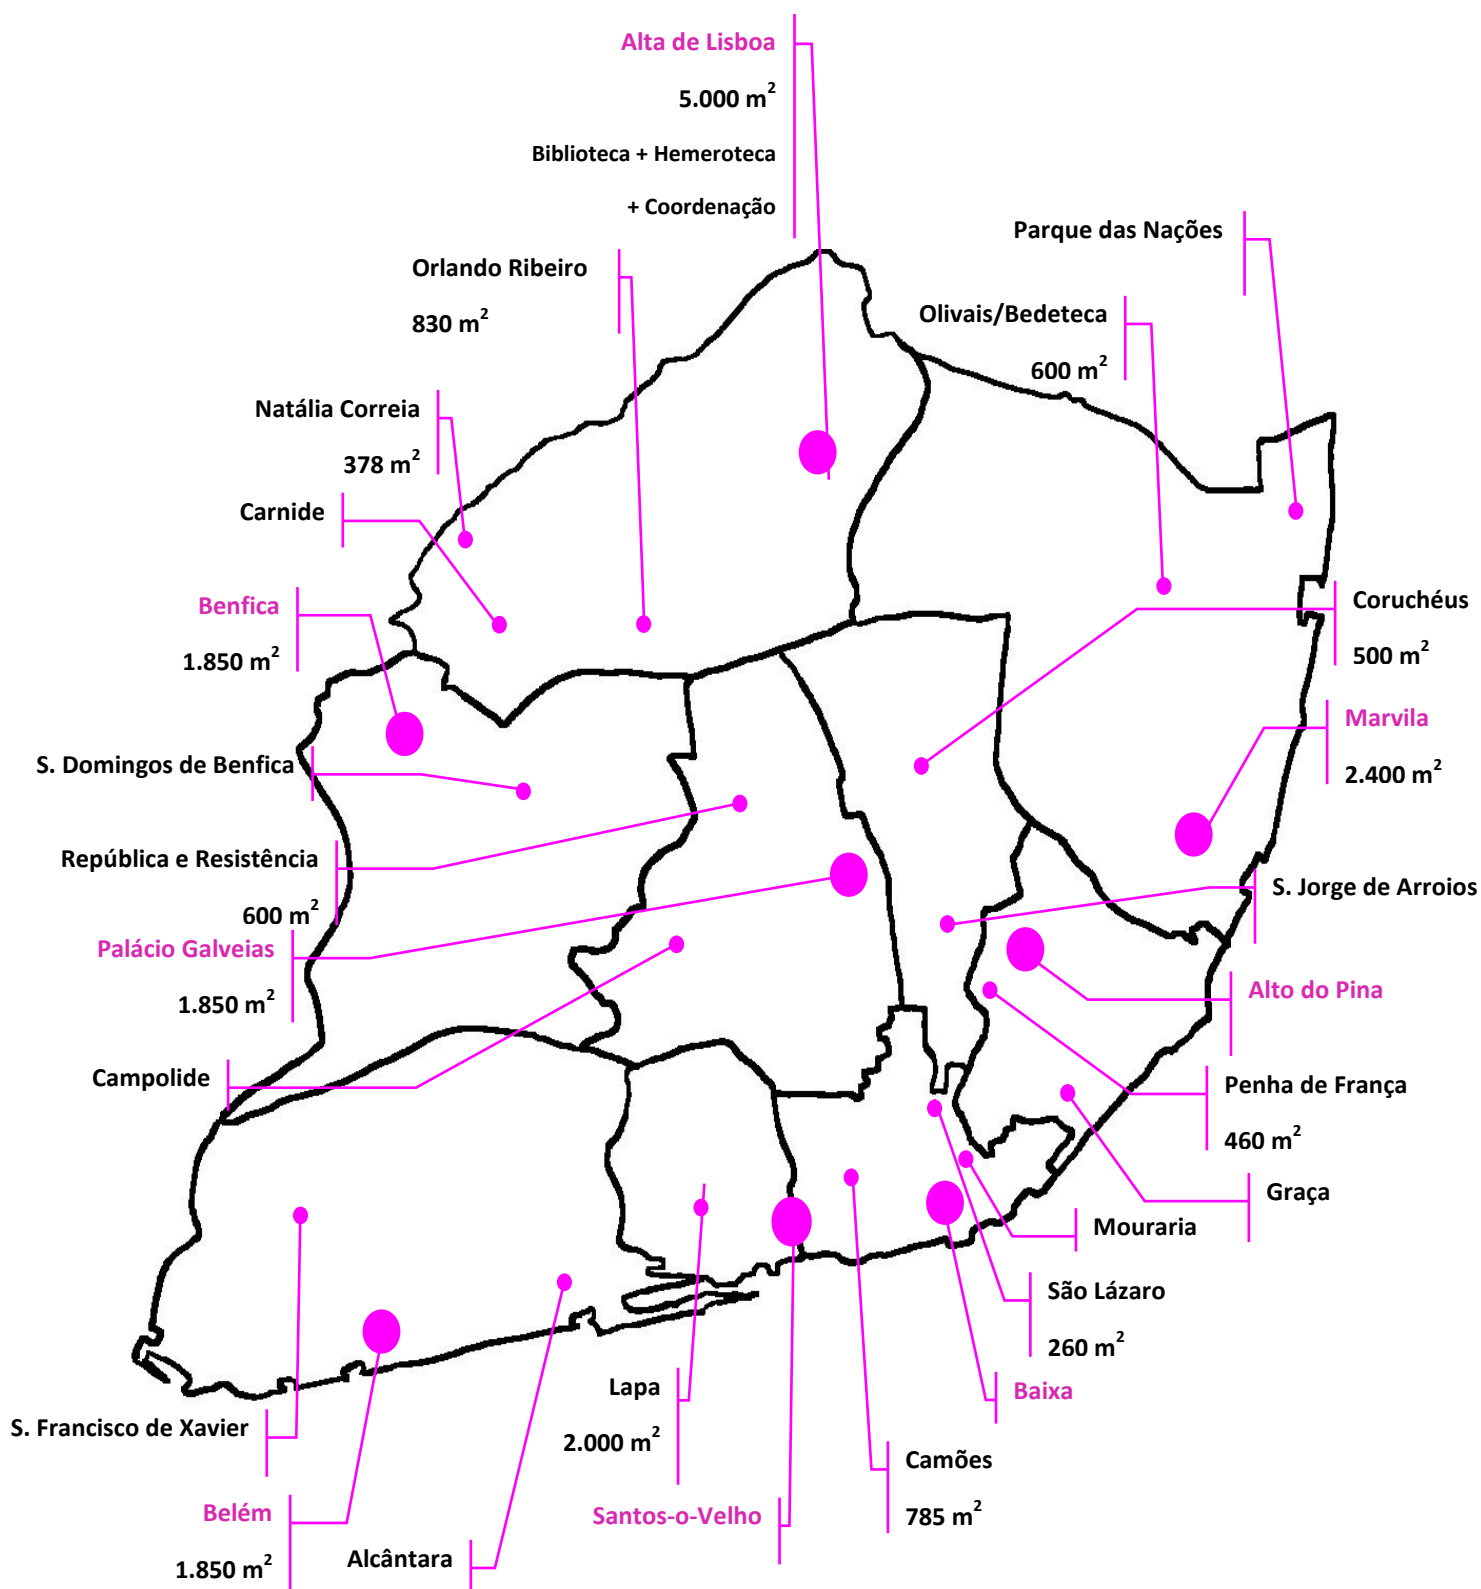 Alta de Lisboa
5.000 m²
Biblioteca + Hemeroteca
+ Coordenação
Parque das Nações
Orlando Ribeiro
830 m²
Olivais/Bedeteca
600 m²
Natália Correia
378 m²
Carnide
Benfica
1.850 m²
Coruchéus
500 m²
Marvila
2.400 m²
S. Domingos de Benfica
República e Resistência
600 m²
S. Jorge de Arroios
Palácio Galveias
1.850 m²
Alto do Pina
Campolide
Penha de França
460 m²
Graça
Mouraria
São Lázaro
260 m²
Baixa
Lapa
2.000 m²
S. Francisco de Xavier
Camões
785 m²
Belém
1.850 m²
Santos-o-Velho
Alcântara